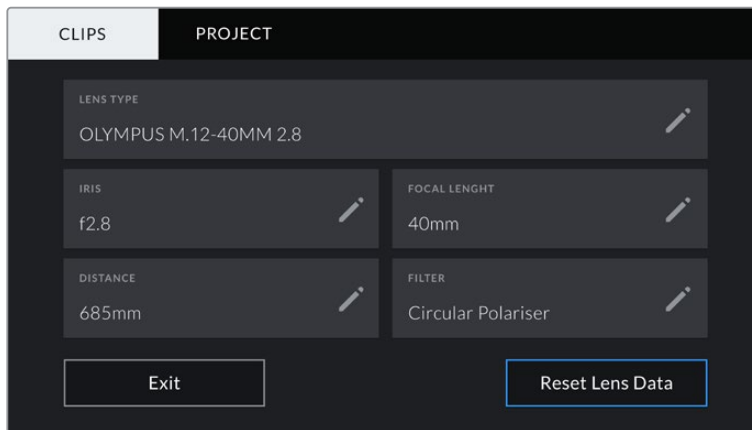 CLIPS PROJECT
LENS TYPE
OLYMPUS M.12-40MM 2.8
IRIS
f2.8
FOCAL LENGHT
40mm
DISTANCE
685mm
FILTER
Circular Polariser
Exit
Reset Lens Data